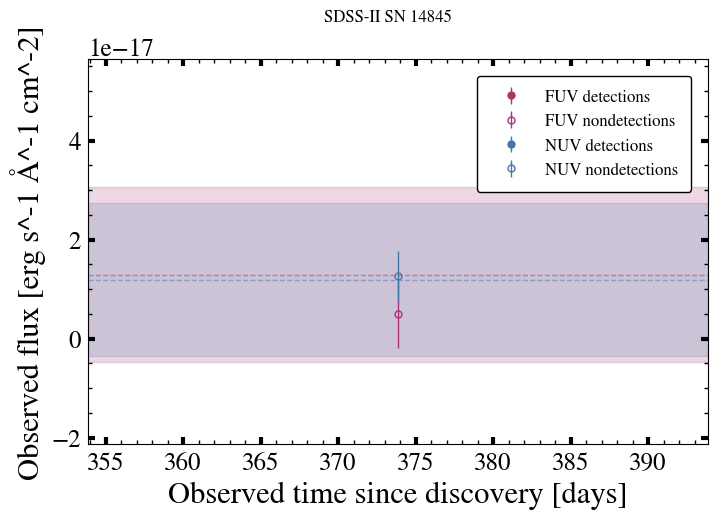 SDSS-II SN 14845
1e−17
FUV detections
FUV nondetections
NUV detections
NUV nondetections
4
2
0
−2
355 360 365 370 375 380 385 390
Observed time since discovery [days]
Observed flux [erg s^-1 Å^-1 cm^-2]